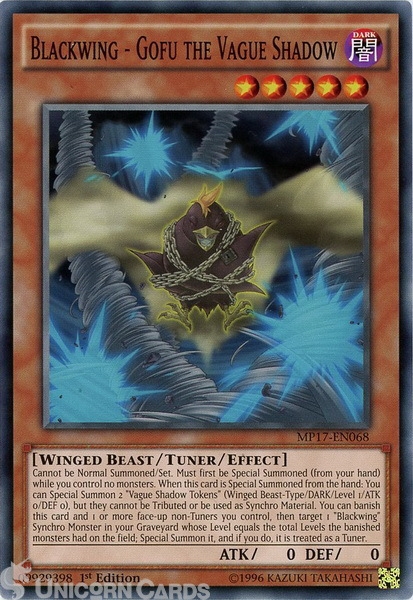 BLACKWING - GOFU THE VAGUE SHADOW
DARK
闇
MP17-EN068
[WINGED BEAST/TUNER/EFFECT]
Cannot be Normal Summoned/Set. Must first be Special Summoned (from your hand)
while you control no monsters. When this card is Special Summoned from the hand: You
can Special Summon 2 "Vague Shadow Tokens" (Winged Beast-Type/DARK/Level 1/ATK
0/DEF 0), but they cannot be Tributed or be used as Synchro Material. You can banish
this card and 1 or more face-up non-Tuners you control, then target 1 "Blackwing"
Synchro Monster in your Graveyard whose Level equals the total Levels the banished
monsters had on the field; Special Summon it, and if you do, it is treated as a Tuner.
ATK/ 0 DEF/ 0
9929398 1st Edition ©1996 KAZUKI TAKAHASHI
UNICORN CARDS